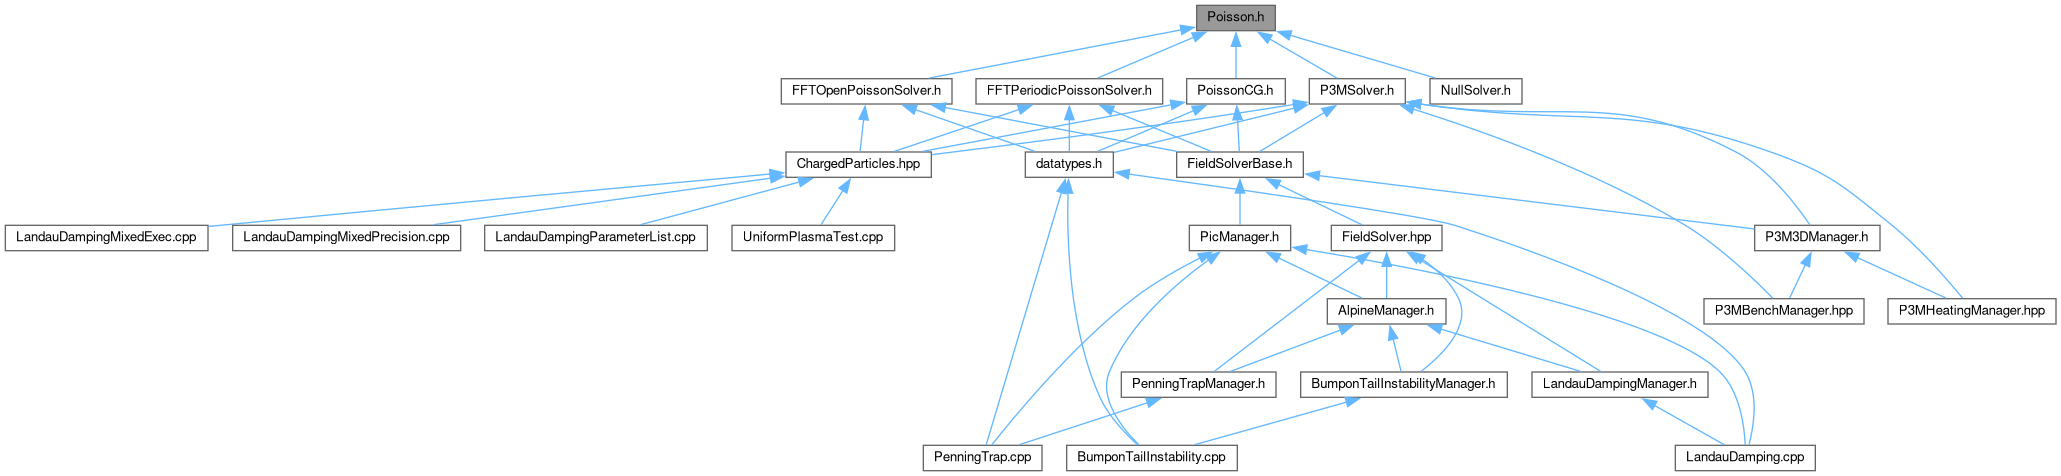 Poisson.h
FFTOpenPoissonSolver.h
FFTPeriodicPoissonSolver.h
PoissonCG.h
P3MSolver.h
NullSolver.h
ChargedParticles.hpp
datatypes.h
FieldSolverBase.h
LandauDampingMixedExec.cpp
LandauDampingMixedPrecision.cpp
LandauDampingParameterList.cpp
UniformPlasmaTest.cpp
PicManager.h
FieldSolver.hpp
P3M3DManager.h
AlpineManager.h
P3MBenchManager.hpp
P3MHeatingManager.hpp
PenningTrapManager.h
BumponTailInstabilityManager.h
LandauDampingManager.h
PenningTrap.cpp
BumponTailInstability.cpp
LandauDamping.cpp